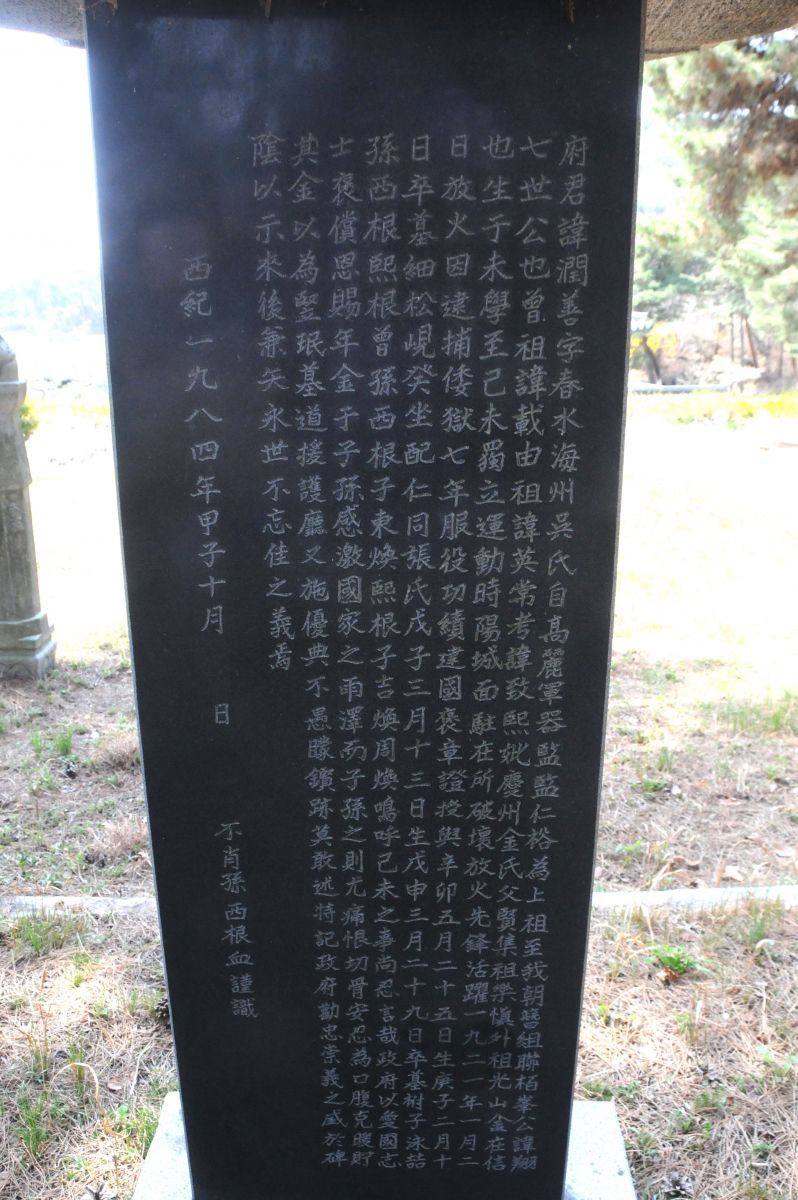 府君諱潤善字春水海州吳氏自高麗軍器監監仁裕為上祖至我朝簪組聯栢峯公諱翔
七世公也曾祖諱載由祖諱英常考諱致熙妣慶州金氏父賢集祖樂愼外祖光山金在信
也生于未學至己未獨立運動時陽城面駐在所破壞放火先鋒活躍一九二一年一月二
日放火因逮捕倭獄七年服役功績建國褒章證授與辛卯五月二十五日生庚子二月十
日卒墓細松峴癸坐配仁同張氏戊子三月十三日生戊申三月二十九日卒墓树子泳喆
孫西根熙根曾孫西根子東煥熙根子吉煥周煥嗚呼己未之事尚忍言哉政府以愛國志
士褒償恩賜年金于子孫感激國家之雨澤而子孫之則尤痛恨切骨安忍為口腹克腴貯
其金以為竪珉墓道援護廳又施優典不愚矇鑛跡莫敢述特記政府勸忠崇義之盛於碑
陰以示來後兼矢永世不忘佳之義焉
西紀一九八四年甲子十月 日 不肖孫西根血謹識